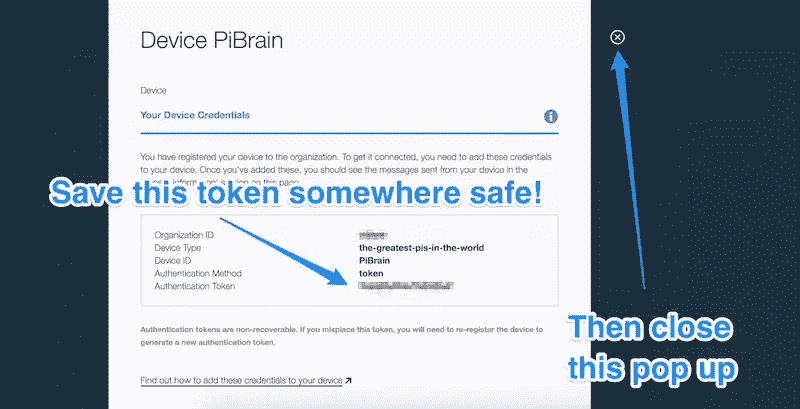 Device PiBrain
Device
Your Device Credentials
You have registered your device to the organization. To get it connected, you need to add these credentials
to your device. Once you've added these, you should see the messages sent from your device in the
section on this page.
Save this token somewhere safe!
Organization ID
Device Type the-greatest-pis-in-the-world
Device ID PiBrain
Authentication Method token
Authentication Token
Authentication tokens are non-recoverable. If you misplace this token, you will need to re-register the device to
generate a new authentication token.
Then close
this pop up
Find out how to add these credentials to your device